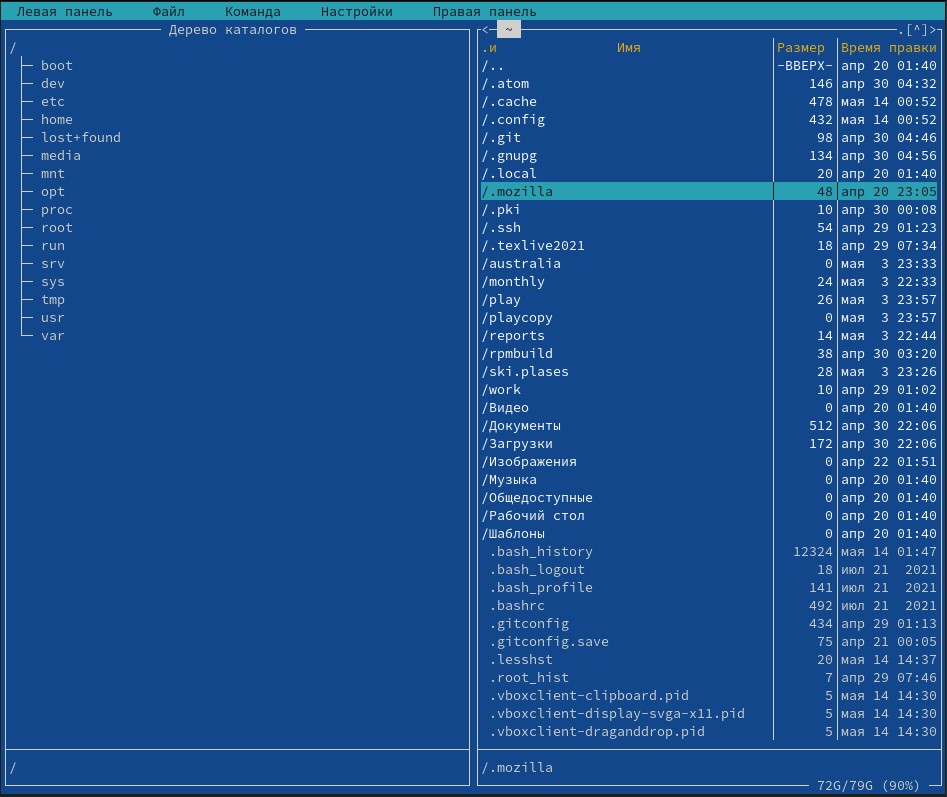 Левая панель Файл Команда Настройки Правая панель
Дерево каталогов
/
boot
dev
etc
home
lost+found
media
mnt
opt
proc
root
run
srv
sys
tmp
usr
var
/
<─ ~ .[^]>
.и Имя Размер Время правки
/.. -ВВЕРХ- апр 20 01:40
/.atom 146 апр 30 04:32
/.cache 478 мая 14 00:52
/.config 432 мая 14 00:52
/.git 98 апр 30 04:46
/.gnupg 134 апр 30 04:56
/.local 20 апр 20 01:40
/.mozilla 48 апр 20 23:05
/.pki 10 апр 30 00:08
/.ssh 54 апр 29 01:23
/.texlive2021 18 апр 29 07:34
/australia 0 мая 3 23:33
/monthly 24 мая 3 22:33
/play 26 мая 3 23:57
/playcopy 0 мая 3 23:57
/reports 14 мая 3 22:44
/rpmbuild 38 апр 30 03:20
/ski.plases 28 мая 3 23:26
/work 10 апр 29 01:02
/Видео 0 апр 20 01:40
/Документы 512 апр 30 22:06
/Загрузки 172 апр 30 22:06
/Изображения 0 апр 22 01:51
/Музыка 0 апр 20 01:40
/Общедоступные 0 апр 20 01:40
/Рабочий стол 0 апр 20 01:40
/Шаблоны 0 апр 20 01:40
.bash_history 12324 мая 14 01:47
.bash_logout 18 июл 21 2021
.bash_profile 141 июл 21 2021
.bashrc 492 июл 21 2021
.gitconfig 434 апр 29 01:13
.gitconfig.save 75 апр 21 00:05
.lesshst 20 мая 14 14:37
.root_hist 7 апр 29 07:46
.vboxclient-clipboard.pid 5 мая 14 14:30
.vboxclient-display-svga-x11.pid 5 мая 14 14:30
.vboxclient-draganddrop.pid 5 мая 14 14:30
/.mozilla
72G/79G (90%)